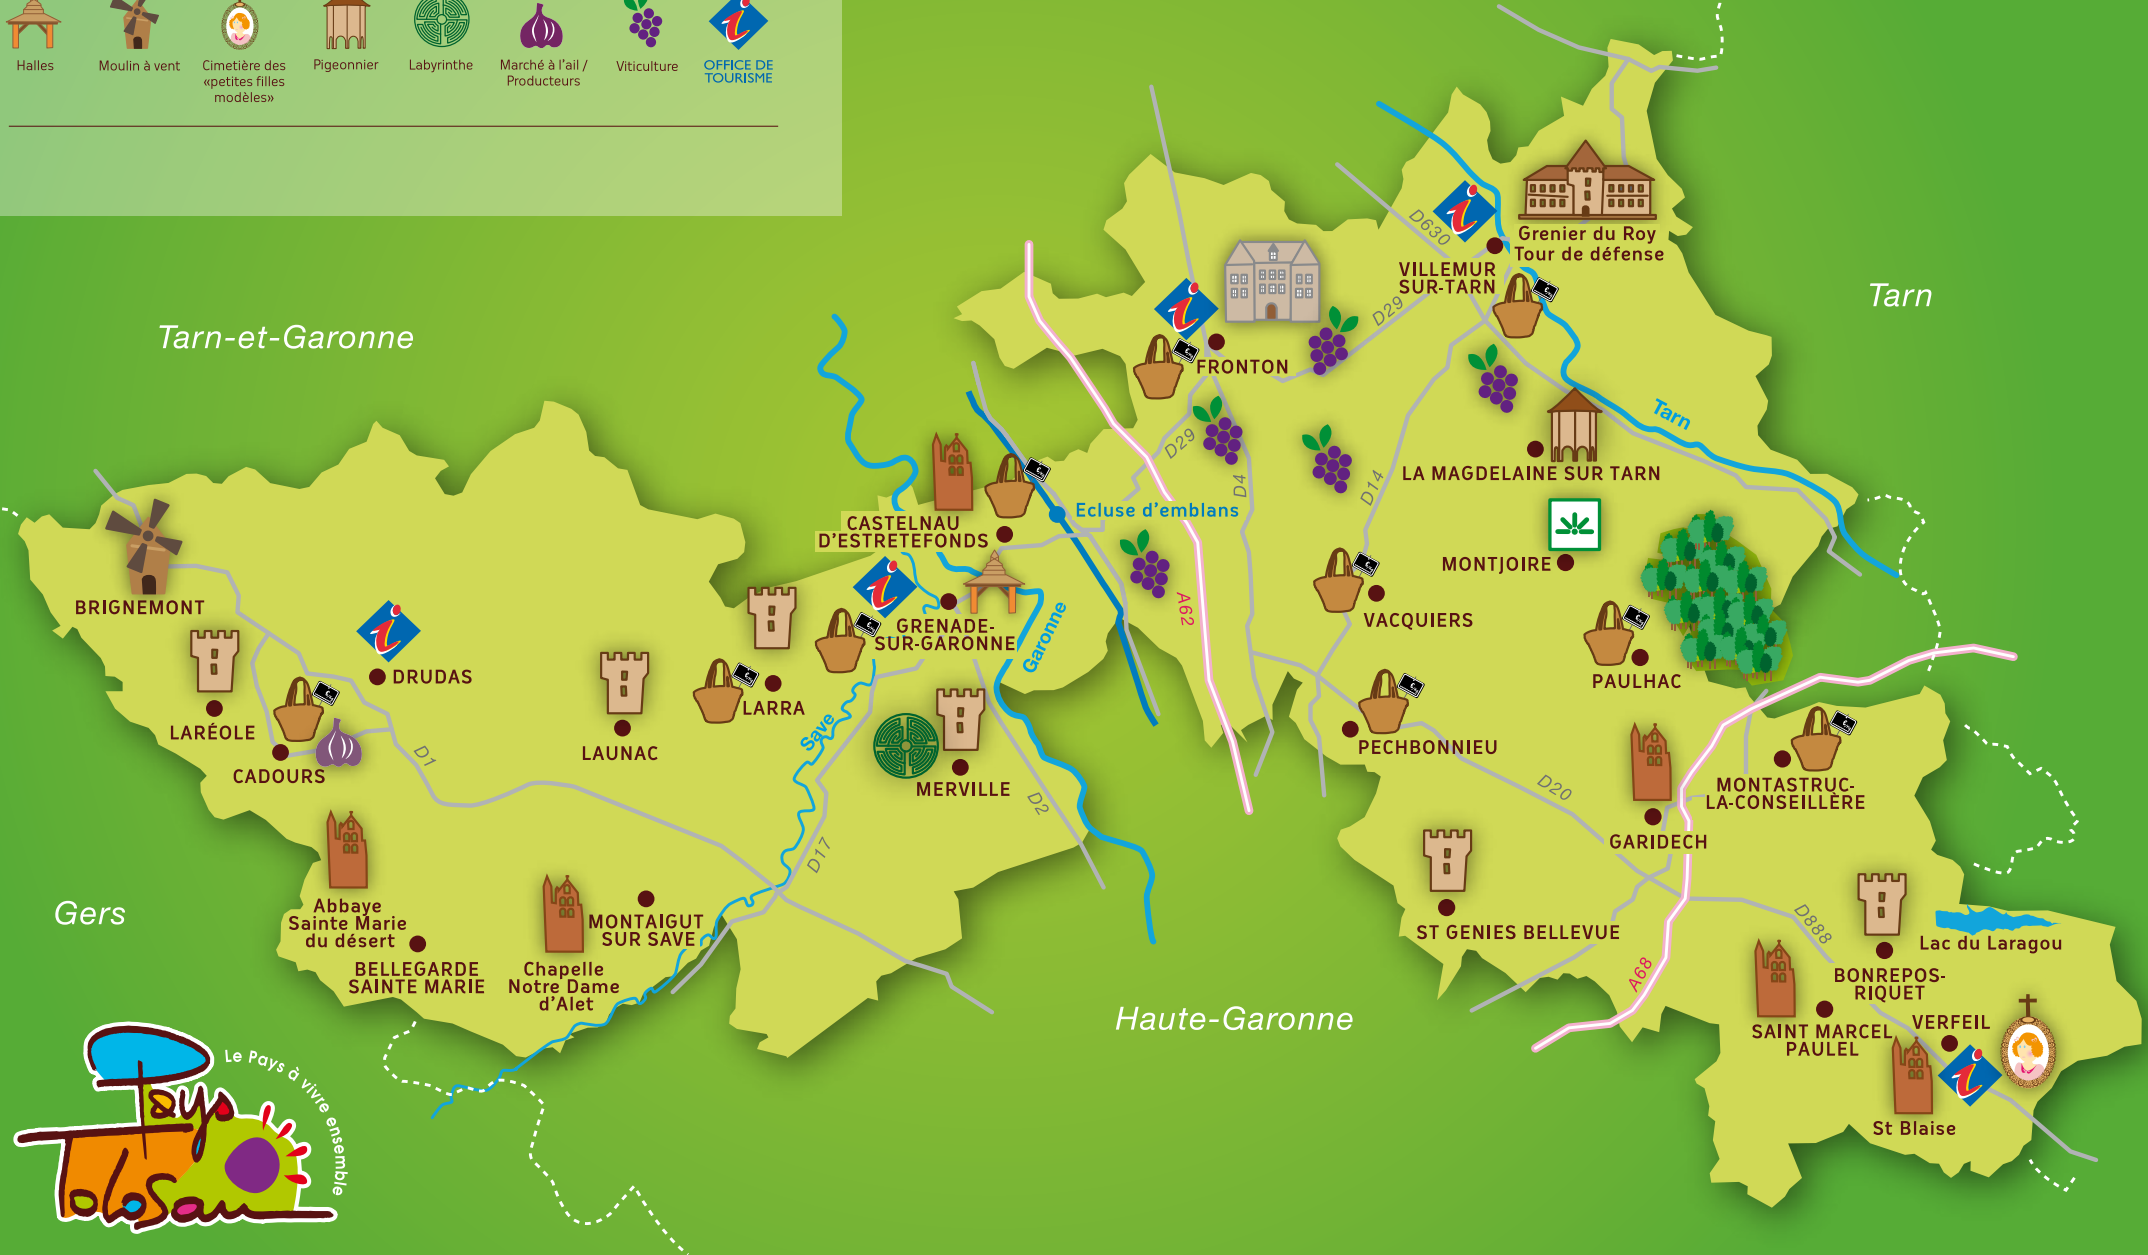 Halles
Moulin à vent
Cimetière des
«petites filles
modèles»
Pigeonnier
Labyrinthe
Marché à l'ail /
Producteurs
Viticulture
OFFICE DE
TOURISME
Tarn-et-Garonne
Tarn
Gers
Haute-Garonne
D630
Grenier du Roy
Tour de défense
VILLEMUR
SUR-TARN
D29
FRONTON
Tarn
D29
D4
D14
LA MAGDELAINE SUR TARN
Ecluse d'emblans
CASTELNAU
D'ESTRETEFONDS
MONTJOIRE
A62
VACQUIERS
BRIGNEMONT
GRENADE-
SUR-GARONNE
Garonne
DRUDAS
PAULHAC
LARRA
LARÉOLE
Save
LAUNAC
CADOURS
D1
PECHBONNIEU
MERVILLE
D2
D20
MONTASTRUC-
LA-CONSEILLÈRE
GARIDECH
D17
Abbaye
Sainte Marie
du désert
BELLEGARDE
SAINTE MARIE
MONTAIGUT
SUR SAVE
Chapelle
Notre Dame
d'Alet
ST GENIES BELLEVUE
D888
A68
Lac du Laragou
BONREPOS-
RIQUET
SAINT MARCEL
PAULEL
VERFEIL
St Blaise
Le Pays à vivre ensemble
Pays
Tolosan